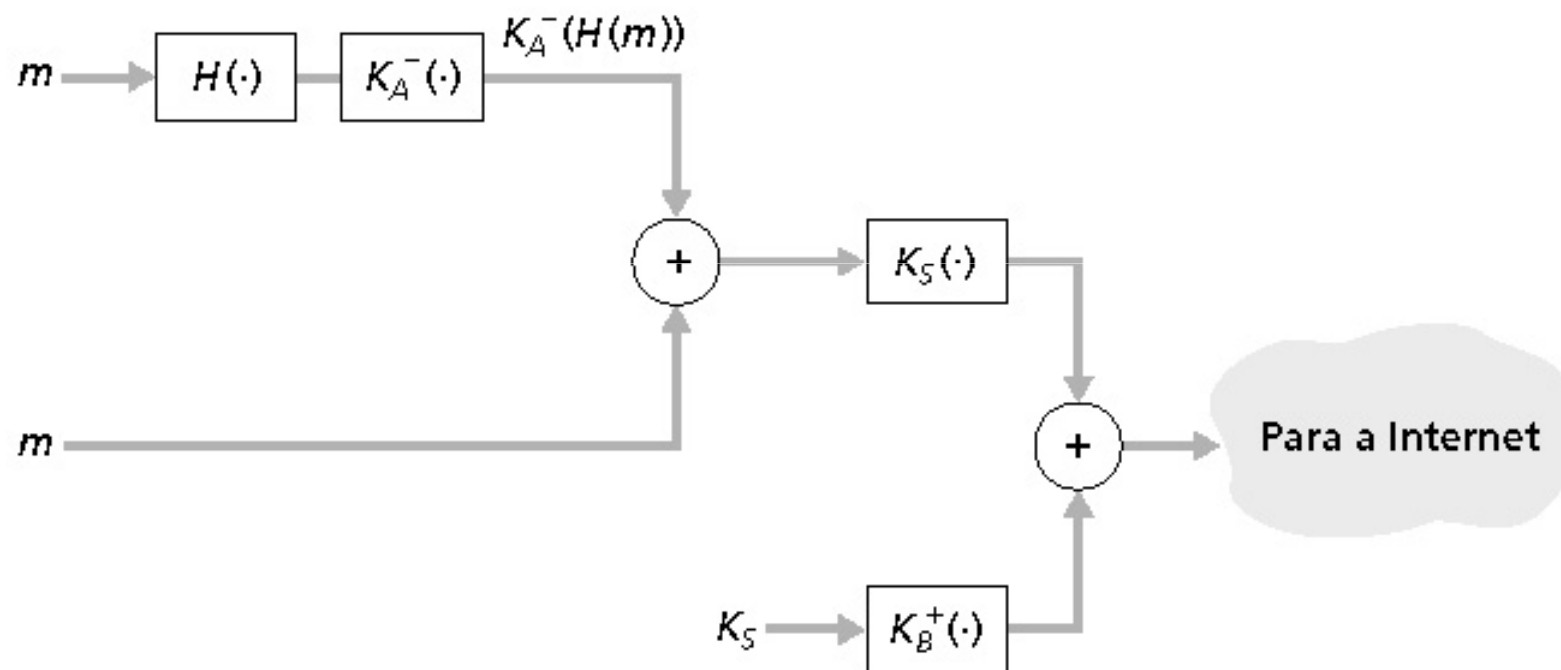 K_A^-(H(m))
m
H(·)
K_A^-(·)
+
K_S(·)
m
+
Para a Internet
K_S
K_B^+(·)